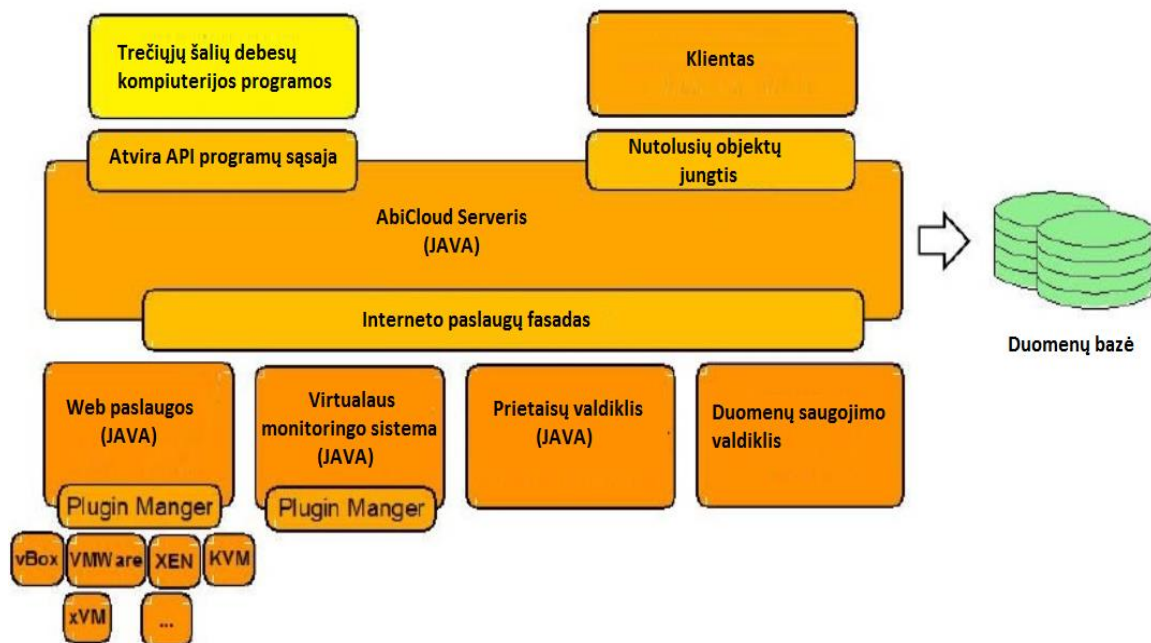 Trečiųjų šalių debesų
kompiuterijos programos
Klientas
Atvira API programų sąsaja
Nutolusių objektų
jungtis
AbiCloud Serveris
(JAVA)
Interneto paslaugų fasadas
Duomenų bazė
Web paslaugos
(JAVA)
Virtualaus
monitoringo sistema
(JAVA)
Prietaisų valdiklis
(JAVA)
Duomenų saugojimo
valdiklis
Plugin Manger
Plugin Manger
vBox
VMWare
XEN
KVM
xVM
...